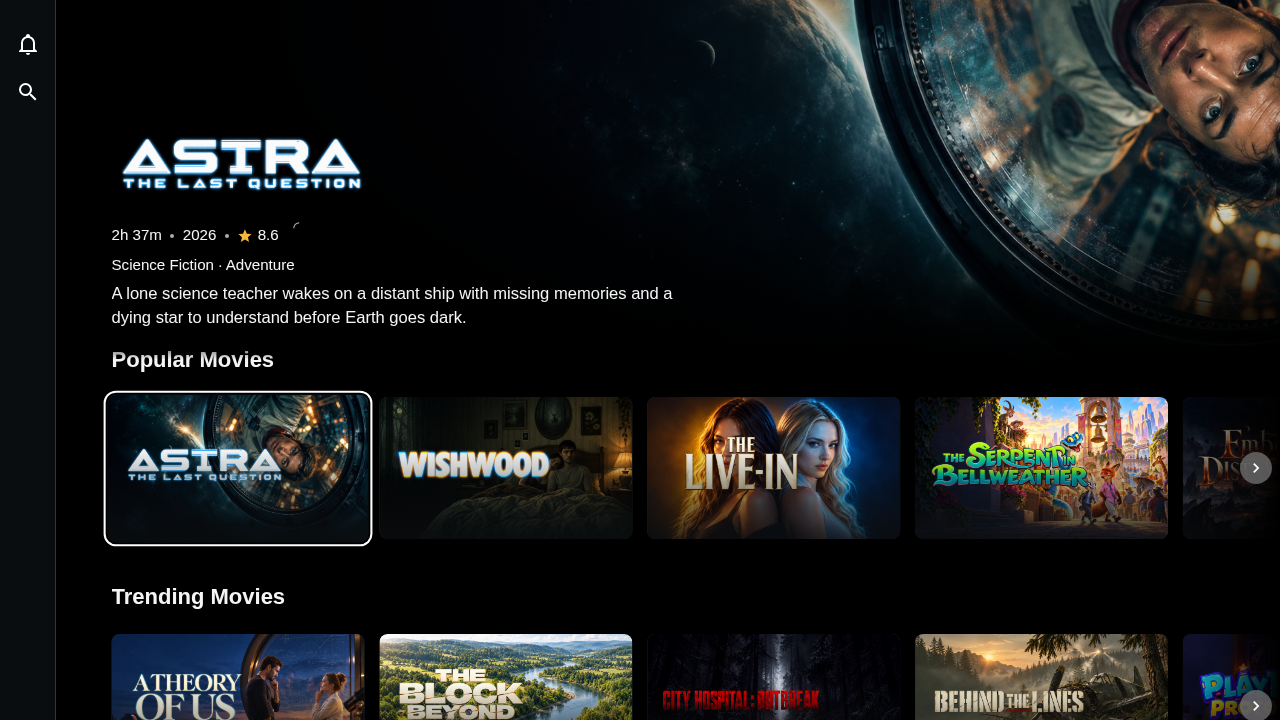 ASTRA
THE LAST QUESTION
2h 37m • 2026 • 8.6
Science Fiction · Adventure
A lone science teacher wakes on a distant ship with missing memories and a
dying star to understand before Earth goes dark.
Popular Movies
ASTRA
THE LAST QUESTION
WISHWOOD
THE
LIVE-IN
THE SERPENT IN
BELLWEATHER
Trending Movies
A THEORY
OF US
THE
BLOCK
BEYOND
CITY HOSPITAL: OUTBREAK
BEHIND THE LINES